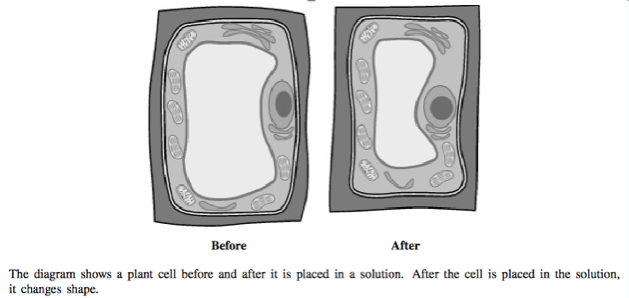 Before After
The diagram shows a plant cell before and after it is placed in a solution. After the cell is placed in the solution,
it changes shape.